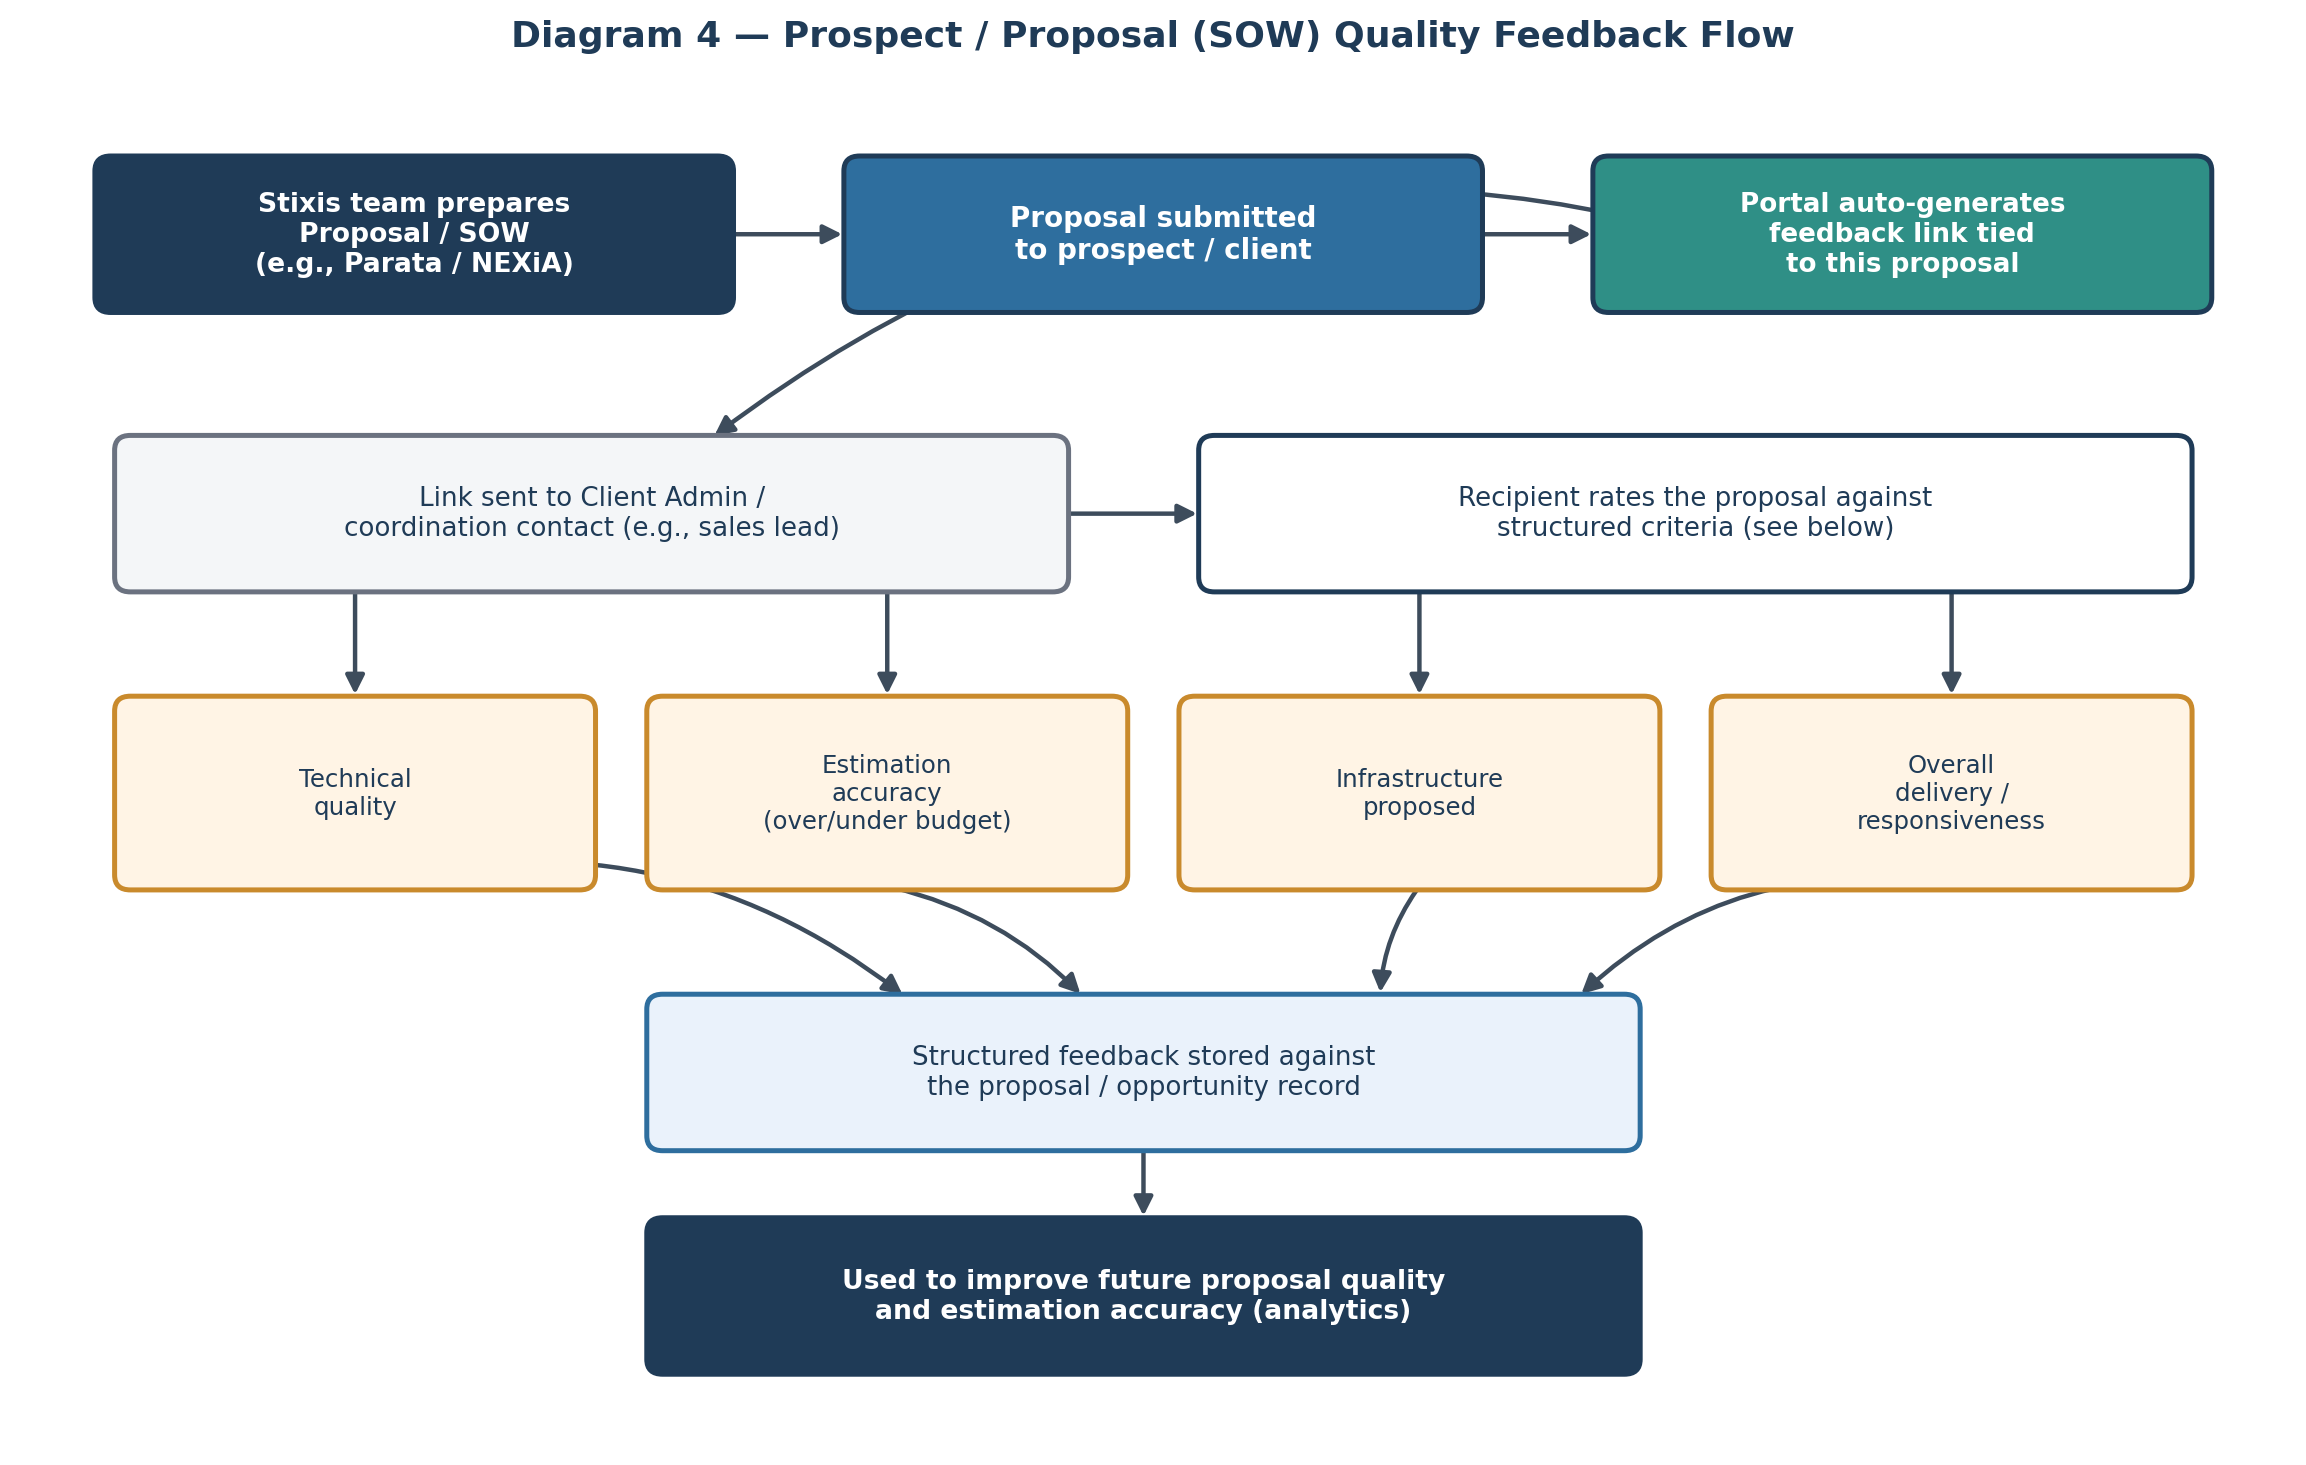 Diagram 4 — Prospect / Proposal (SOW) Quality Feedback Flow
Stixis team prepares
Proposal / SOW
(e.g., Parata / NEXiA)
Proposal submitted
to prospect / client
Portal auto-generates
feedback link tied
to this proposal
Link sent to Client Admin /
coordination contact (e.g., sales lead)
Recipient rates the proposal against
structured criteria (see below)
Technical
quality
Estimation
accuracy
(over/under budget)
Infrastructure
proposed
Overall
delivery /
responsiveness
Structured feedback stored against
the proposal / opportunity record
Used to improve future proposal quality
and estimation accuracy (analytics)